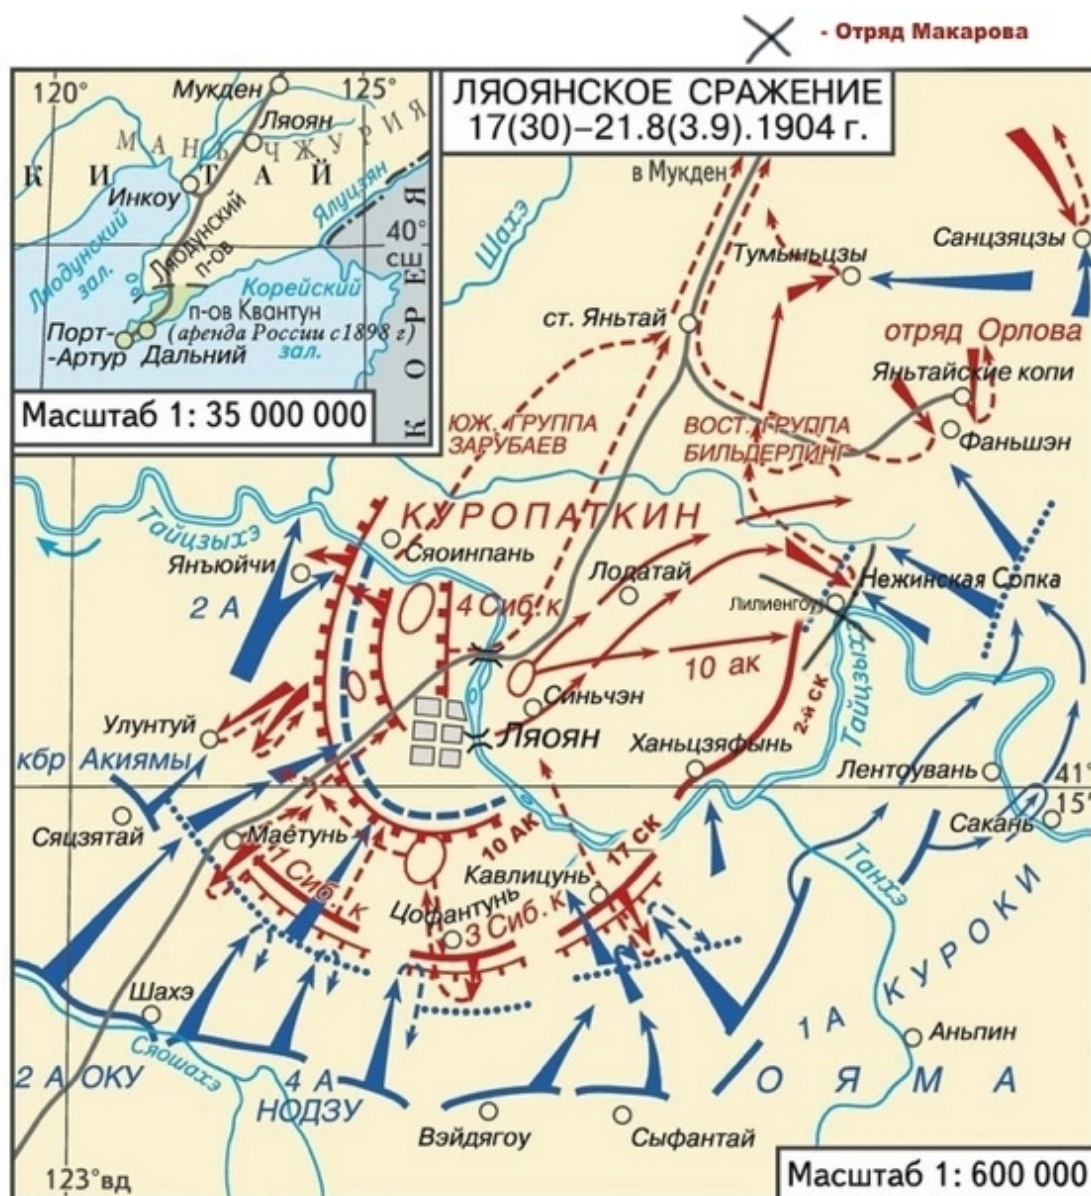 - Отряд Макарова
ЛЯОЯНСКОЕ СРАЖЕНИЕ
17(30)–21.8(3.9).1904 г.
120°
125°
Мукден
Ляоян
МАНЬЧЖУРИЯ
КИТАЙ
Инкоу
Ялуцзян
Ляодунский зал.
Ляодунский п-ов
40° сш
КОРЕЯ
Корейский зал.
п-ов Квантун
(аренда России с 1898 г)
Порт-Артур
Дальний
Масштаб 1: 35 000 000
в Мукден
Шахэ
Тумыньцзы
Санцзяцзы
ст. Яньтай
отряд Орлова
Яньтайские копи
Фаньшэн
ЮЖ. ГРУППА
ЗАРУБАЕВ
ВОСТ. ГРУППА
БИЛЬДЕРЛИНГ
КУРОПАТКИН
Тайцзыхэ
Сяоинпань
Янъюйчи
2 А
4 Сиб. к
Лодатай
Нежинская Сопка
Лилиенгоу
10 ак
2-й СК
Тайцзыхэ
Синьчэн
Ляоян
Улунтуй
Ханьцзяфынь
кбр Акиямы
Лентоувань
41°
15'
Сяцзятай
Маетунь
Сакань
10 АК
17 СК
1 Сиб. к
Кавлицунь
Танхэ
Цофантунь
3 Сиб. к
КУРОКИ
Шахэ
1 А
Аньпин
Сяошахэ
2 А ОКУ
4 А
НОДЗУ
ОЯМА
Вэйдягоу
Сыфантай
123°вд
Масштаб 1: 600 000